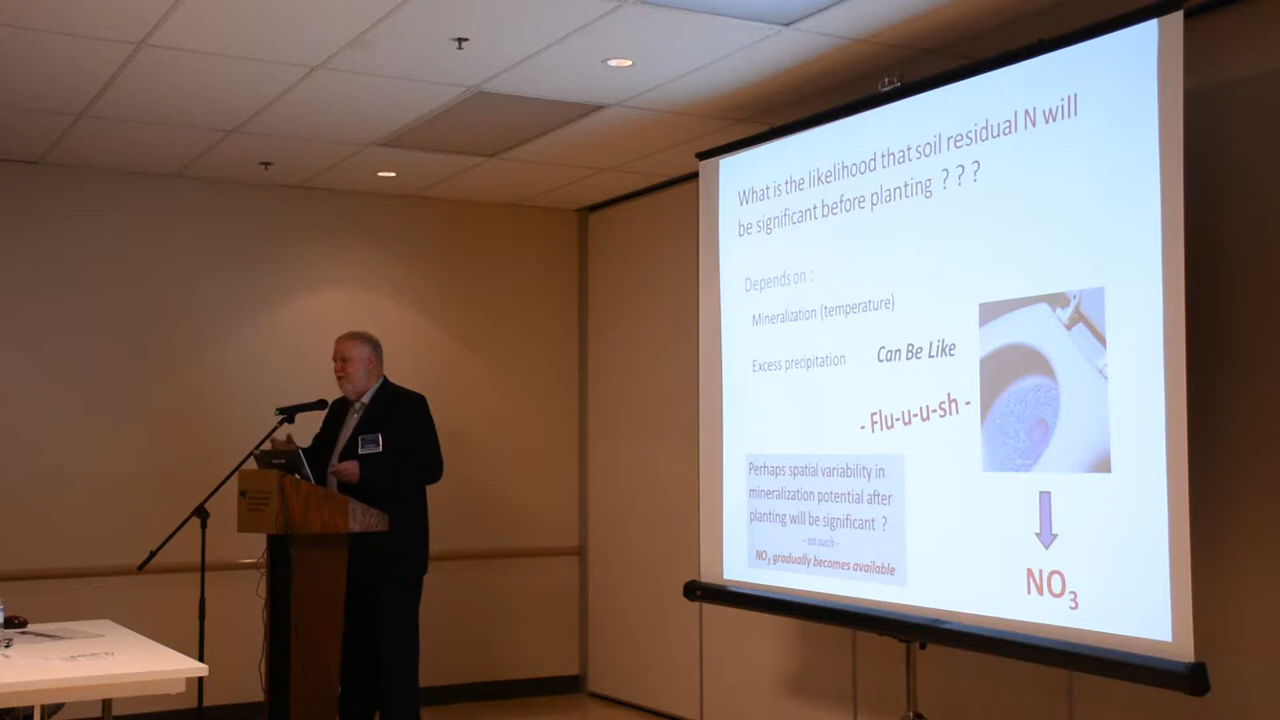 What is the likelihood that soil residual N will
be significant before planting ? ? ?
Depends on :
Mineralization (temperature)
Excess precipitation
Can Be Like
- Flu-u-u-sh -
Perhaps spatial variability in
mineralization potential after
planting will be significant ?
- as such -
NO3 gradually becomes available
NO3